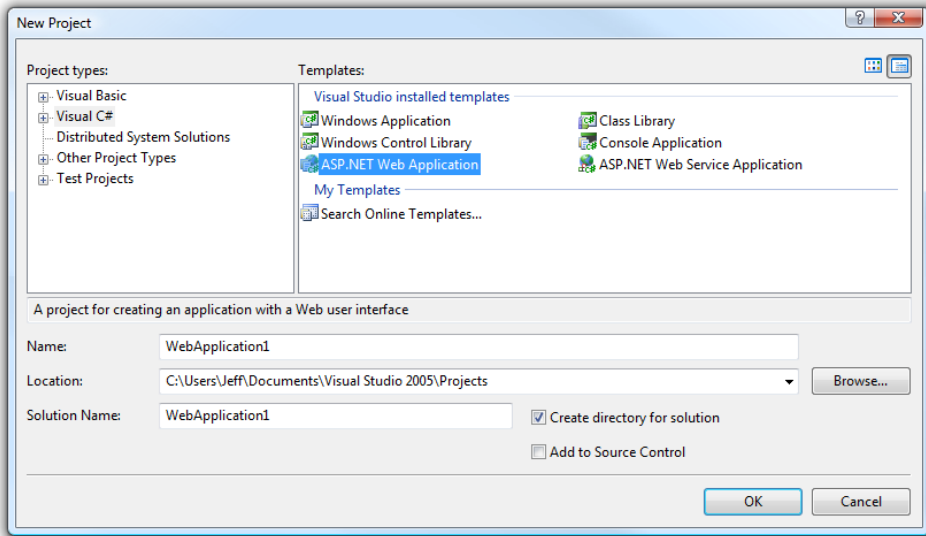 New Project
Project types:
Visual Basic
Visual C#
Distributed System Solutions
Other Project Types
Test Projects
Templates:
Visual Studio installed templates
Windows Application
Class Library
Windows Control Library
Console Application
ASP.NET Web Application
ASP.NET Web Service Application
My Templates
Search Online Templates...
A project for creating an application with a Web user interface
Name:
WebApplication1
Location:
C:\Users\Jeff\Documents\Visual Studio 2005\Projects
Browse...
Solution Name:
WebApplication1
Create directory for solution
Add to Source Control
OK
Cancel